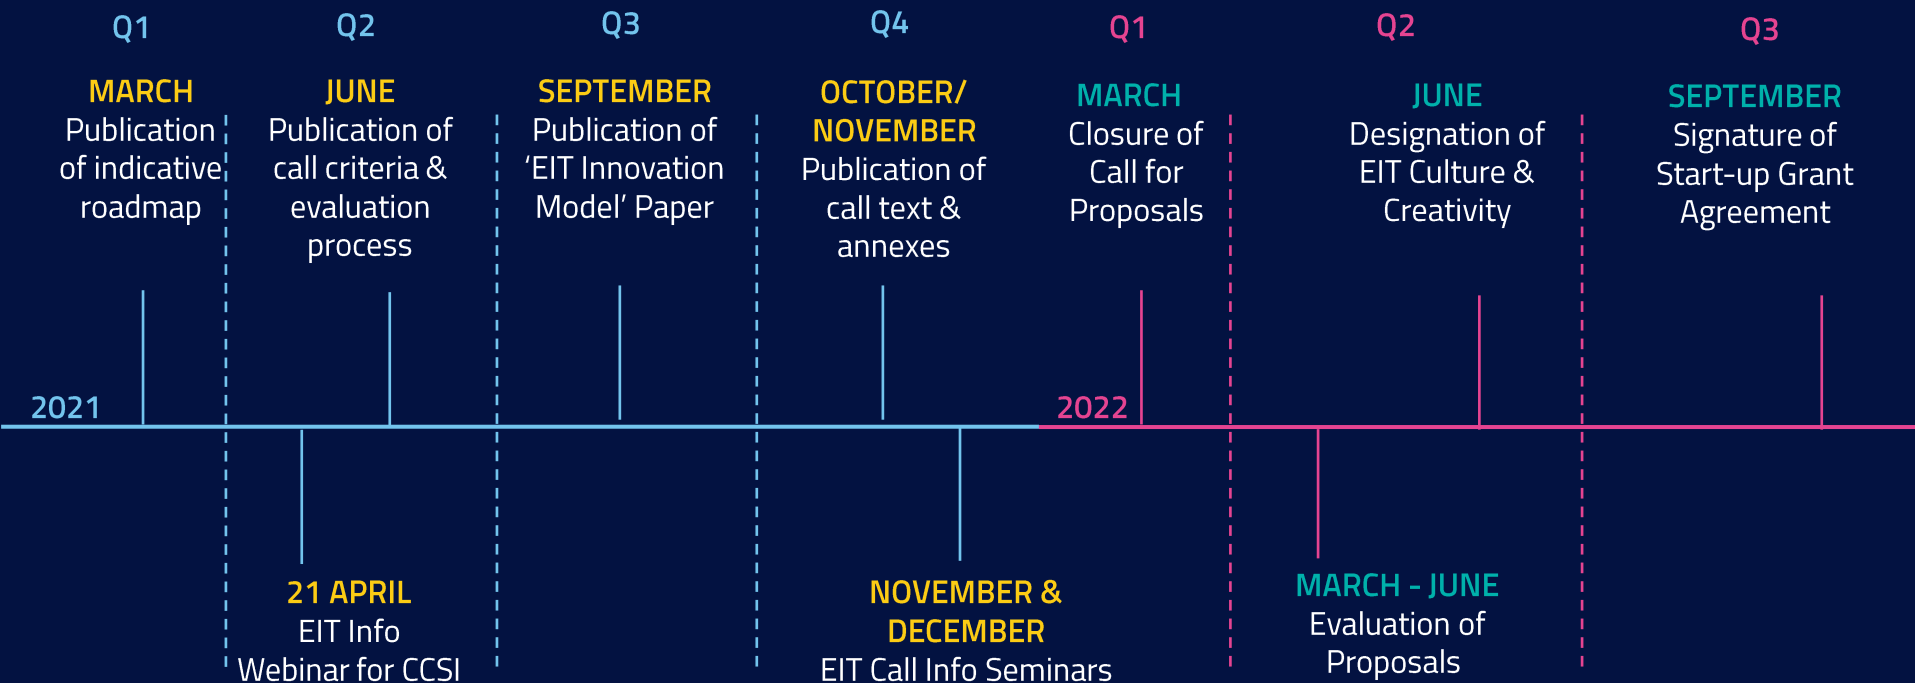 Q1
MARCH
Publication
of indicative
roadmap
Q2
JUNE
Publication of
call criteria &
evaluation
process
Q3
SEPTEMBER
Publication of
‘EIT Innovation
Model’ Paper
Q4
OCTOBER/
NOVEMBER
Publication of
call text &
annexes
Q1
MARCH
Closure of
Call for
Proposals
Q2
JUNE
Designation of
EIT Culture &
Creativity
Q3
SEPTEMBER
Signature of
Start-up Grant
Agreement
2021
2022
21 APRIL
EIT Info
Webinar for CCSI
NOVEMBER &
DECEMBER
EIT Call Info Seminars
MARCH - JUNE
Evaluation of
Proposals